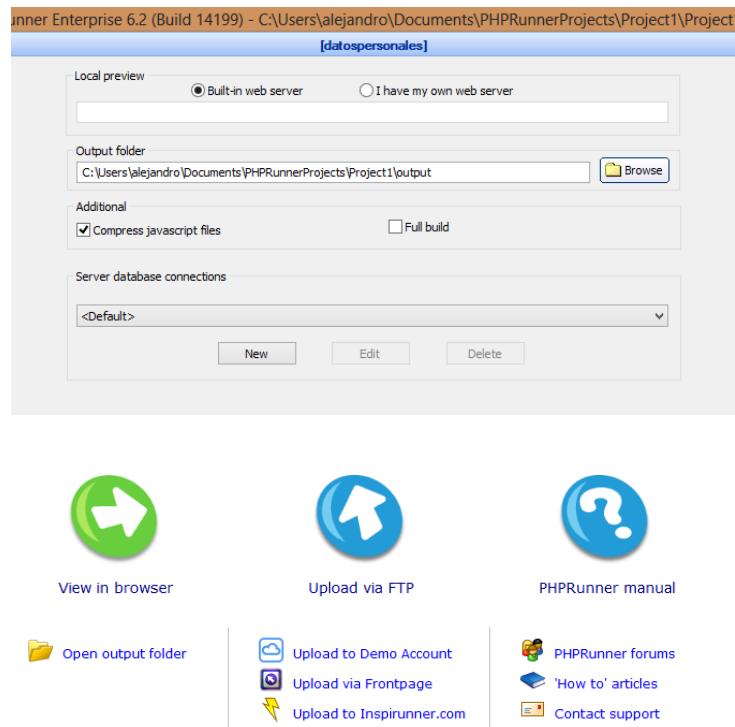 unner Enterprise 6.2 (Build 14199) - C:\Users\alejandro\Documents\PHPRunnerProjects\Project1\Project
[datospersonales]
Local preview
Built-in web server I have my own web server
Output folder
C:\Users\alejandro\Documents\PHPRunnerProjects\Project1\output Browse
Additional
Compress javascript files Full build
Server database connections
<Default>
New Edit Delete
View in browser Upload via FTP PHPRunner manual
Open output folder Upload to Demo Account PHPRunner forums
Upload via Frontpage 'How to' articles
Upload to Inspirunner.com Contact support